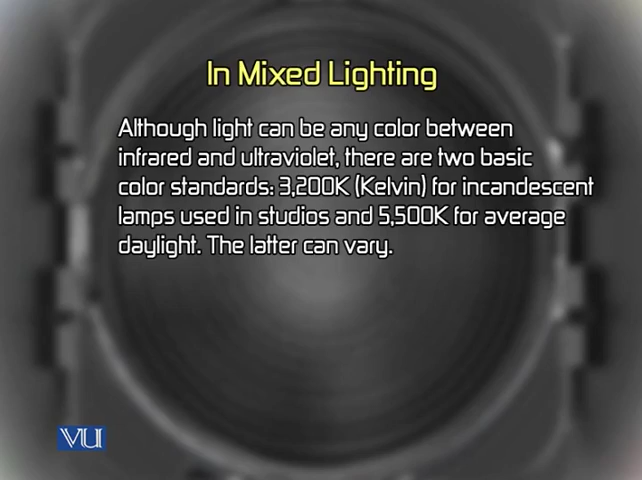 In Mixed Lighting
Although light can be any color between
infrared and ultraviolet, there are two basic
color standards: 3,200K (Kelvin) for incandescent
lamps used in studios and 5,500K for average
daylight. The latter can vary.
VU